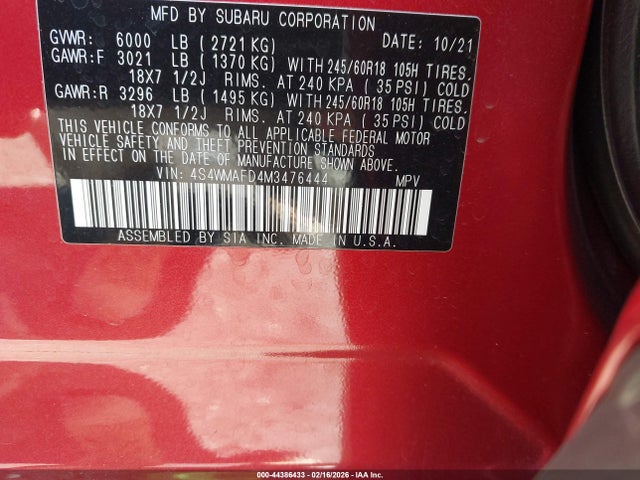 MFD BY SUBARU CORPORATION
GVWR: 6000 LB ( 2721 KG) DATE: 10/21
GAWR:F 3021 LB ( 1370 KG) WITH 245/60R18 105H TIRES.
18X7 1/2J RIMS. AT 240 KPA ( 35 PSI) COLD
GAWR:R 3296 LB ( 1495 KG) WITH 245/60R18 105H TIRES.
18X7 1/2J RIMS. AT 240 KPA ( 35 PSI) COLD
THIS VEHICLE CONFORMS TO ALL APPLICABLE FEDERAL MOTOR
VEHICLE SAFETY AND THEFT PREVENTION STANDARDS
IN EFFECT ON THE DATE OF MANUFACTURE SHOWN ABOVE.
VIN: 4S4WMAFD4M3476444 MPV
ASSEMBLED BY SIA INC. MADE IN U.S.A.
000-44386433 - 02/16/2026 - IAA Inc.